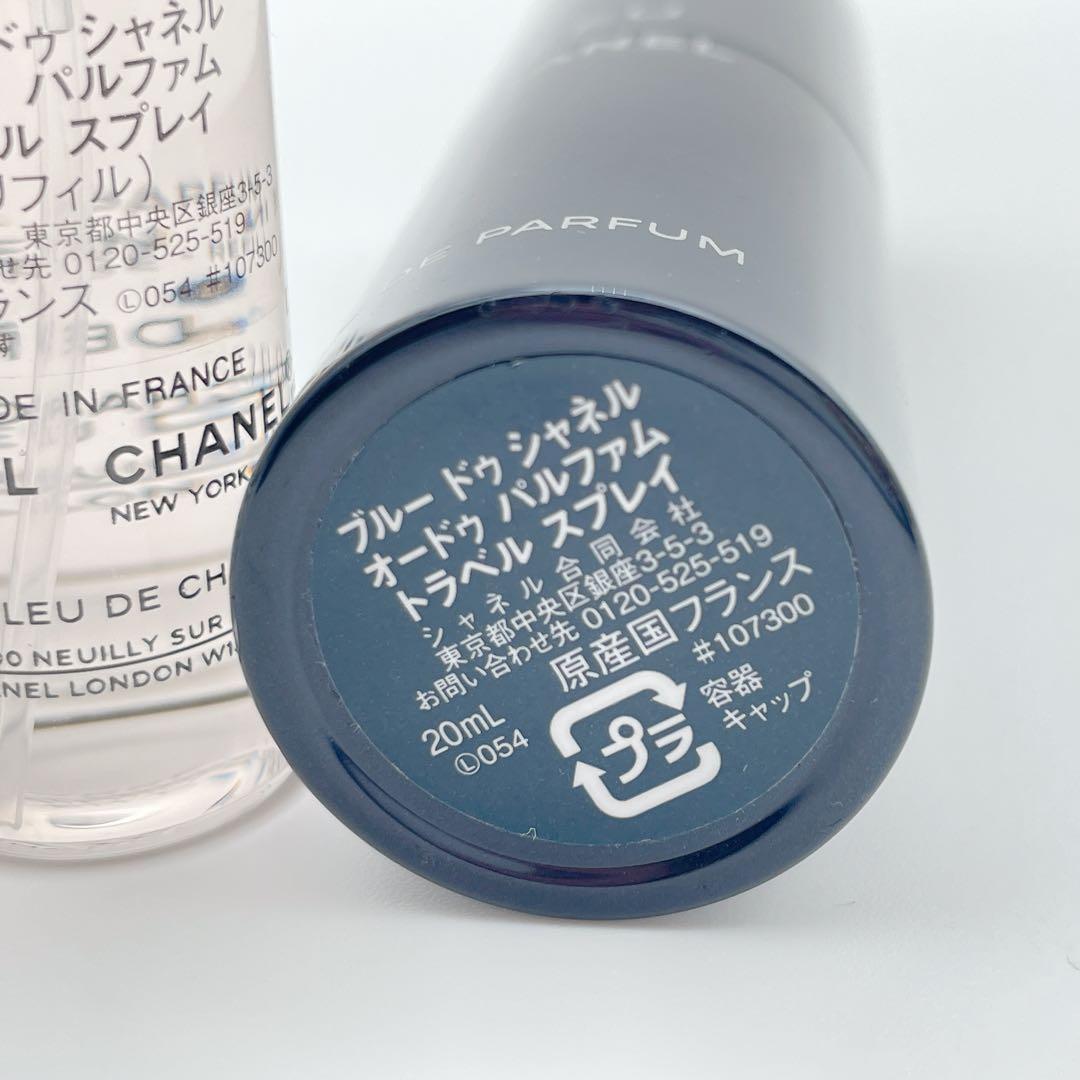 ドゥ シャネル
パルファム
ル スプレイ
リフィル）
東京都中央区銀座3-5-3
せ先 0120-525-519
ランス Ⓛ054 #107300
す
DE IN FRANCE
L CHANEL
NEW YORK
LEU DE CH
00 NEUILLY SUR
NEL LONDON W1S
ANEL
DE PARFUM
ブルー ドゥ シャネル
オードゥ パルファム
トラベル スプレイ
シャネル合同会社
東京都中央区銀座3-5-3
お問い合わせ先 0120-525-519
原産国フランス
20mL #107300
Ⓛ054 プラ 容器
キャップ